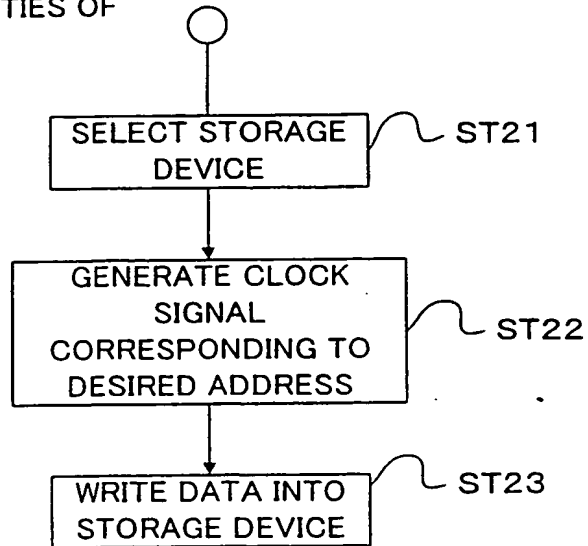 TIES OF
SELECT STORAGE
DEVICE
ST21
GENERATE CLOCK
SIGNAL
CORRESPONDING TO
DESIRED ADDRESS
ST22
WRITE DATA INTO
STORAGE DEVICE
ST23